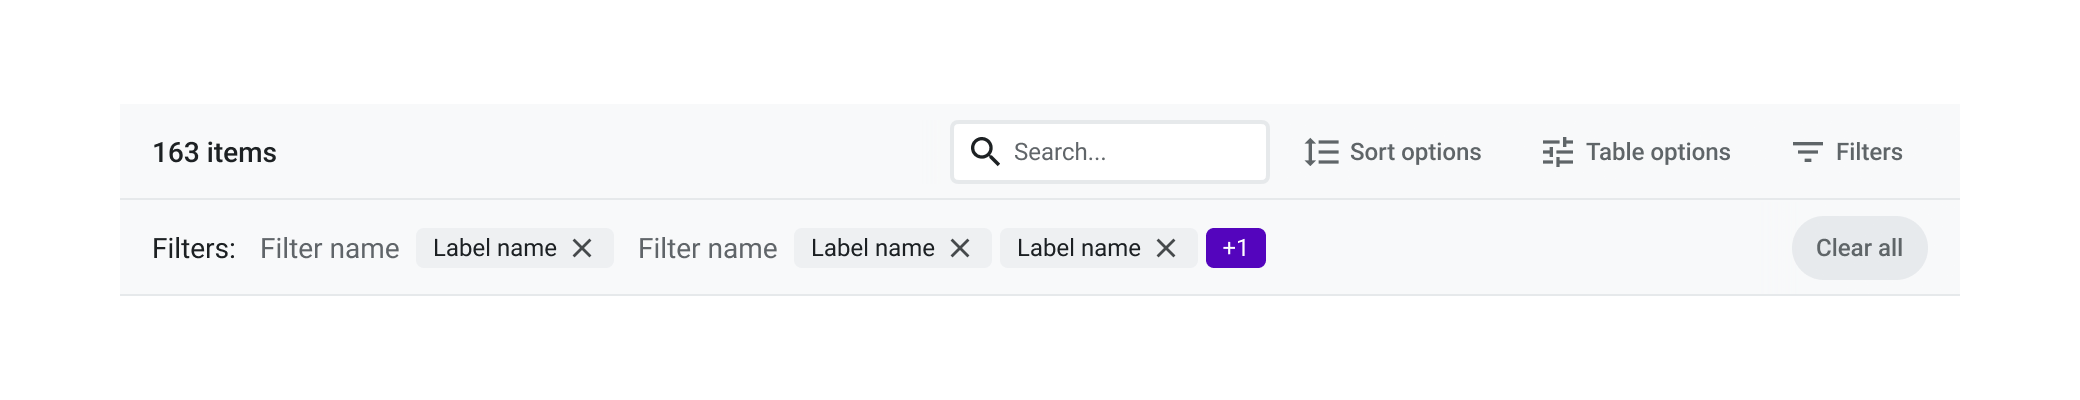 163 items Search... Sort options Table options Filters
Filters: Filter name Label name Filter name Label name Label name +1 Clear all